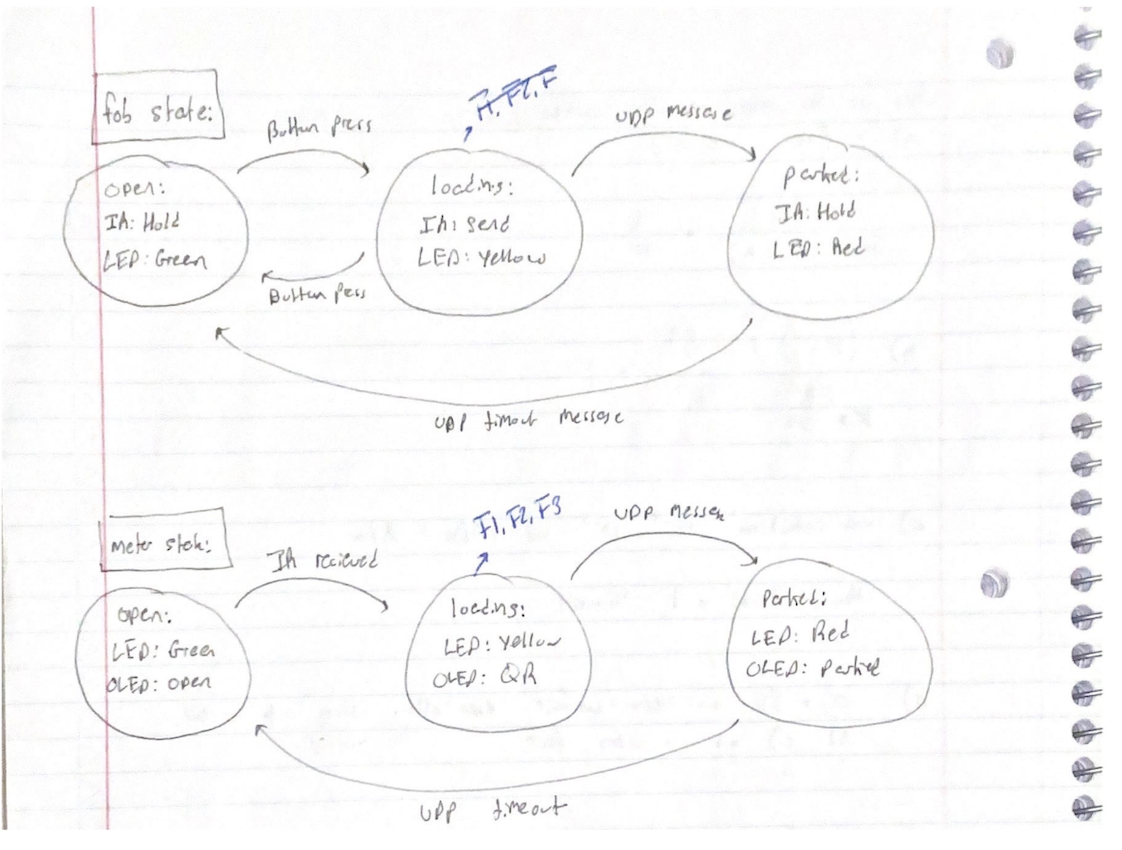 fob state:
Button press
F1, F2, F
UDP message
open:
IA: Hold
LED: Green
loading:
IA: send
LED: yellow
parked:
IA: Hold
LED: Red
Button press
UDP timout message
meter state:
IA recieved
F1, F2, F3
UDP message
open:
LED: Green
OLED: open
loading:
LED: yellow
OLED: QR
Parked:
LED: Red
OLED: parked
UDP timeout